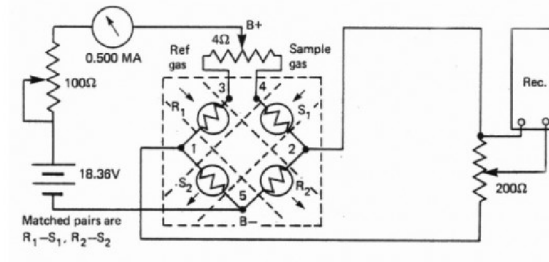 B+
0.500 MA
4Ω
Ref gas
Sample gas
100Ω
3
4
R₁
S₁
Rec.
1
2
18.36V
S₂
R₂
5
200Ω
B−
Matched pairs are
R₁–S₁, R₂–S₂